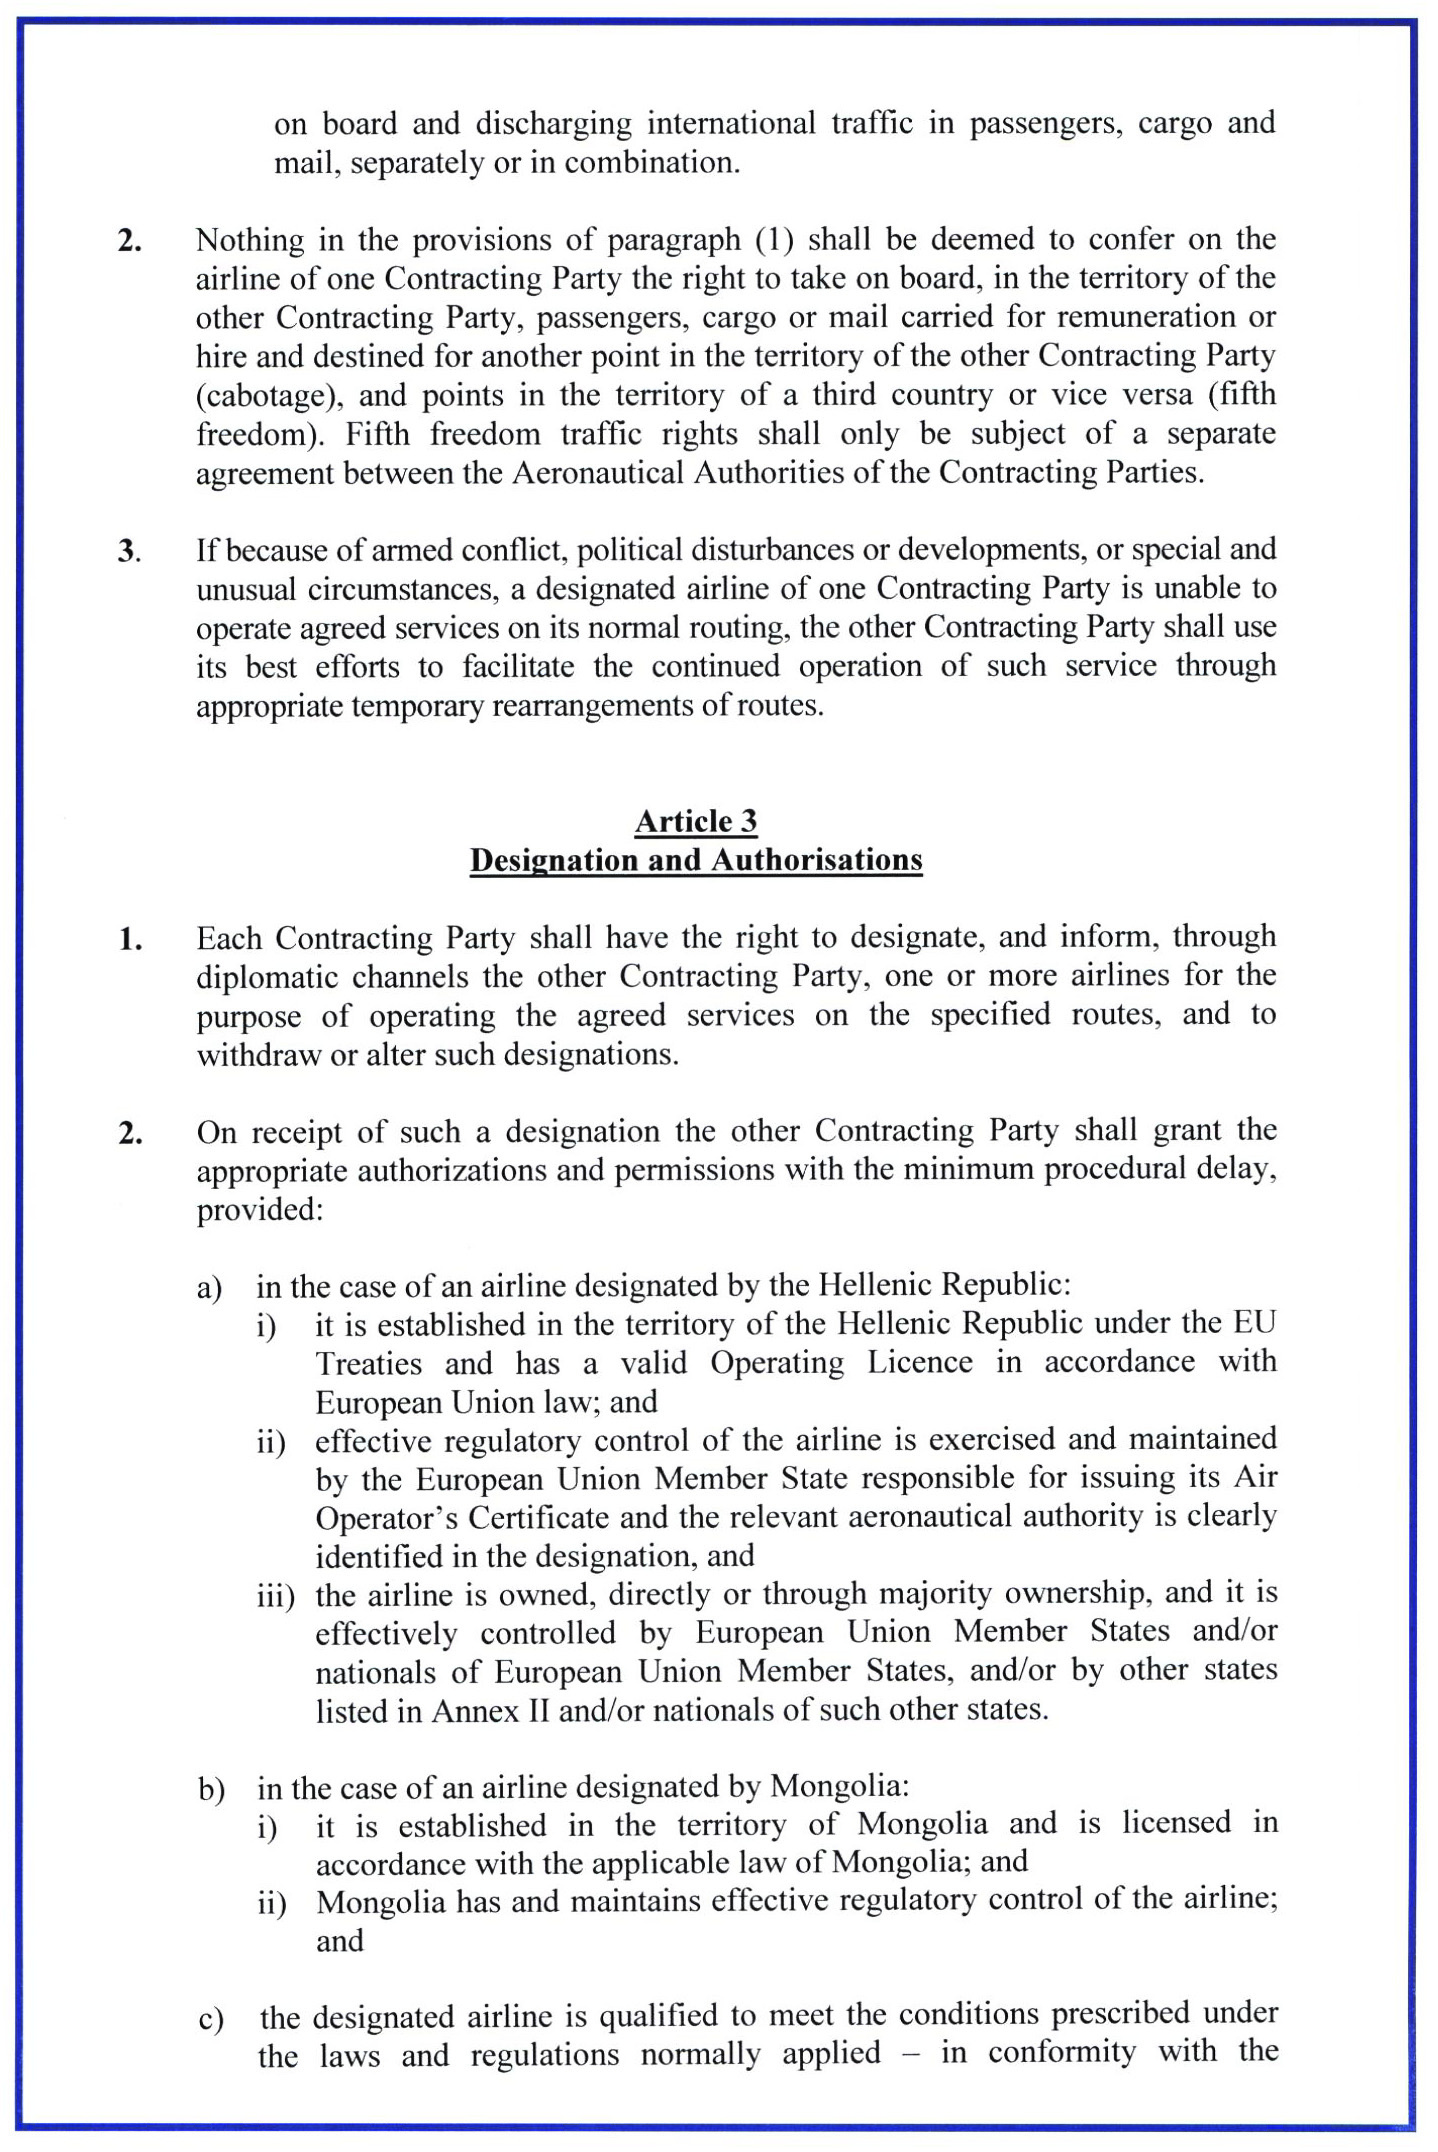 on board and discharging international traffic in passengers, cargo and
mail, separately or in combination.
2. Nothing in the provisions of paragraph (1) shall be deemed to confer on the
airline of one Contracting Party the right to take on board, in the territory of the
other Contracting Party, passengers, cargo or mail carried for remuneration or
hire and destined for another point in the territory of the other Contracting Party
(cabotage), and points in the territory of a third country or vice versa (fifth
freedom). Fifth freedom traffic rights shall only be subject of a separate
agreement between the Aeronautical Authorities of the Contracting Parties.
3. If because of armed conflict, political disturbances or developments, or special and
unusual circumstances, a designated airline of one Contracting Party is unable to
operate agreed services on its normal routing, the other Contracting Party shall use
its best efforts to facilitate the continued operation of such service through
appropriate temporary rearrangements of routes.
Article 3
Designation and Authorisations
1. Each Contracting Party shall have the right to designate, and inform, through
diplomatic channels the other Contracting Party, one or more airlines for the
purpose of operating the agreed services on the specified routes, and to
withdraw or alter such designations.
2. On receipt of such a designation the other Contracting Party shall grant the
appropriate authorizations and permissions with the minimum procedural delay,
provided:
a) in the case of an airline designated by the Hellenic Republic:
i) it is established in the territory of the Hellenic Republic under the EU
Treaties and has a valid Operating Licence in accordance with
European Union law; and
ii) effective regulatory control of the airline is exercised and maintained
by the European Union Member State responsible for issuing its Air
Operator's Certificate and the relevant aeronautical authority is clearly
identified in the designation, and
iii) the airline is owned, directly or through majority ownership, and it is
effectively controlled by European Union Member States and/or
nationals of European Union Member States, and/or by other states
listed in Annex II and/or nationals of such other states.
b) in the case of an airline designated by Mongolia:
i) it is established in the territory of Mongolia and is licensed in
accordance with the applicable law of Mongolia; and
ii) Mongolia has and maintains effective regulatory control of the airline;
and
c) the designated airline is qualified to meet the conditions prescribed under
the laws and regulations normally applied – in conformity with the